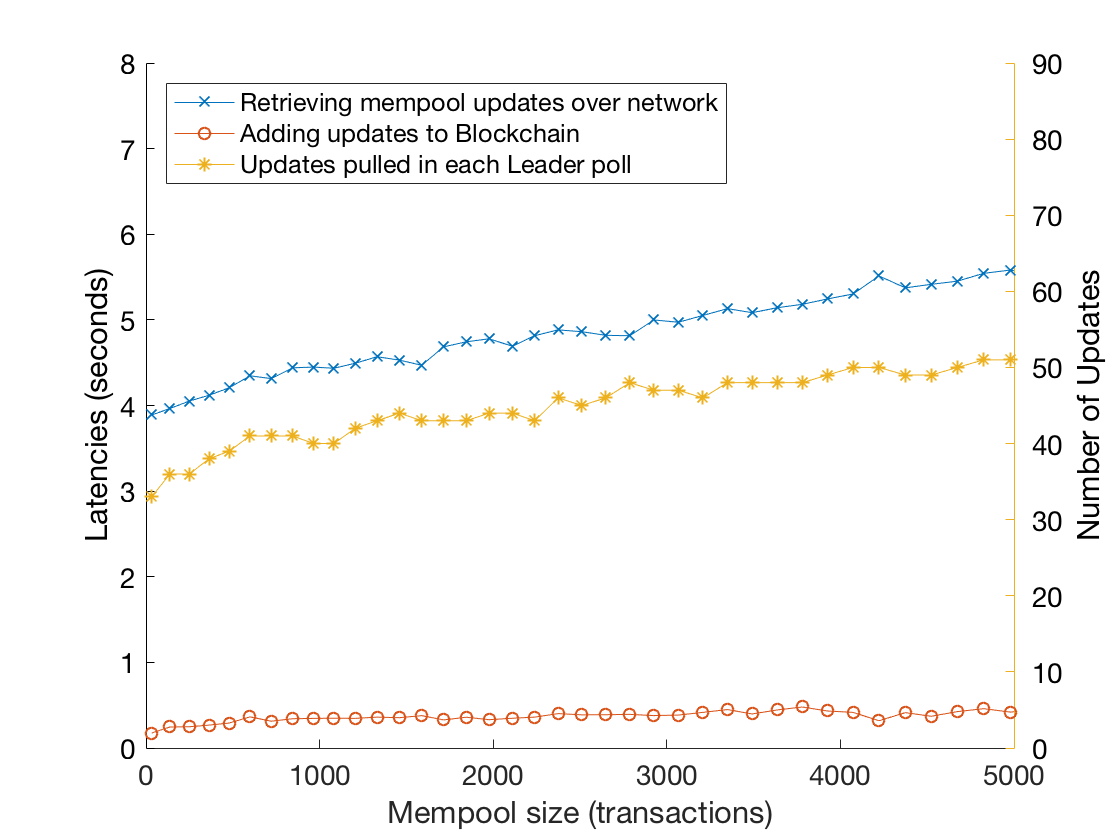 Retrieving mempool updates over network
Adding updates to Blockchain
Updates pulled in each Leader poll
Latencies (seconds)
8
7
6
5
4
3
2
1
0
Number of Updates
90
80
70
60
50
40
30
20
10
0
0 1000 2000 3000 4000 5000
Mempool size (transactions)